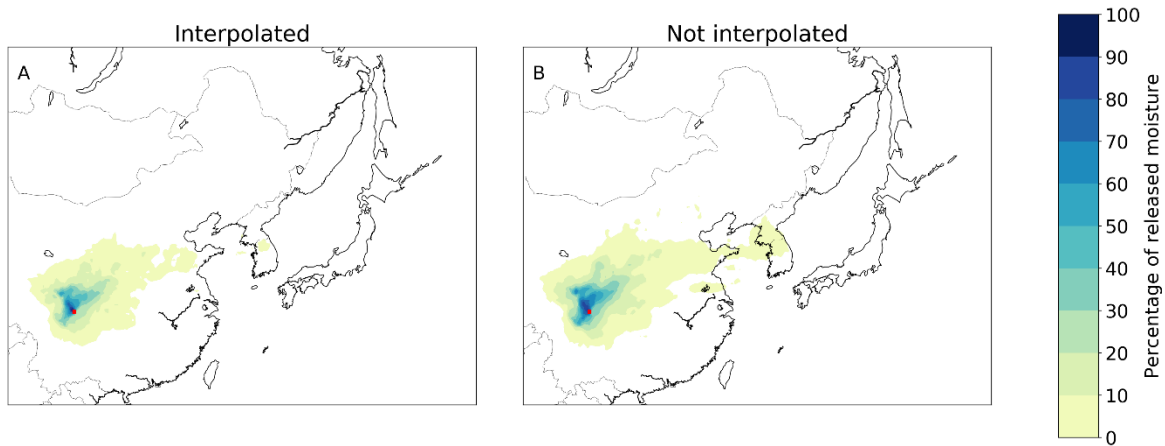 Interpolated
Not interpolated
A
B
100
90
80
70
60
50
40
30
20
10
0
Percentage of released moisture